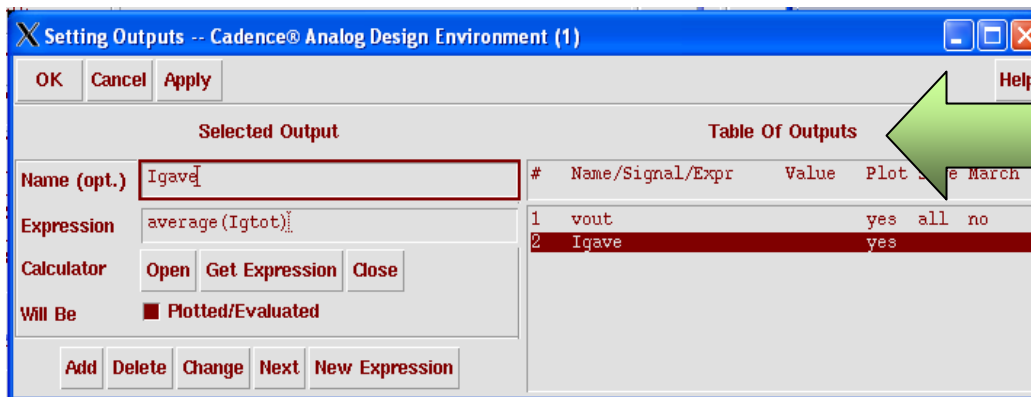 Setting Outputs -- Cadence® Analog Design Environment (1)
OK Cancel Apply Help
Selected Output
Name (opt.) Igave
Expression average(Igtot)
Calculator Open Get Expression Close
Will Be Plotted/Evaluated
Add Delete Change Next New Expression
Table Of Outputs
# Name/Signal/Expr Value Plot March
1 vout yes all no
2 Igave yes